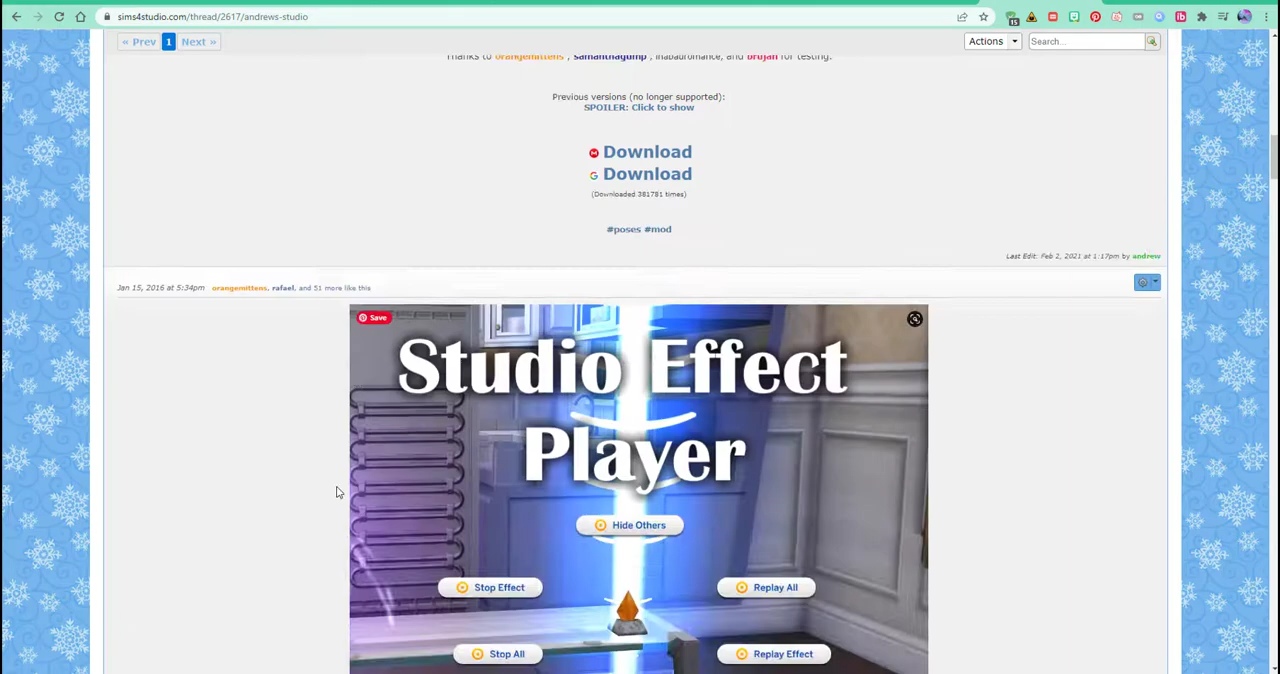 sims4studio.com/thread/2617/andrews-studio
15
« Prev 1 Next » Actions Search...
Thanks to orangemittens , samanthagump , inabadromance, and brujah for testing.
Previous versions (no longer supported):
SPOILER: Click to show
Download
Download
(Downloaded 381781 times)
#poses #mod
Last Edit: Feb 2, 2021 at 1:17pm by andrew
Jan 15, 2016 at 5:34pm orangemittens, rafael, and 51 more like this
Save
Studio Effect
Player
Hide Others
Stop Effect Replay All
Stop All Replay Effect